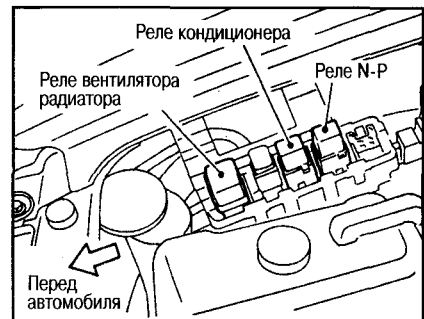 Реле кондиционера
Реле N-P
Реле вентилятора
радиатора
Перед
автомобиля